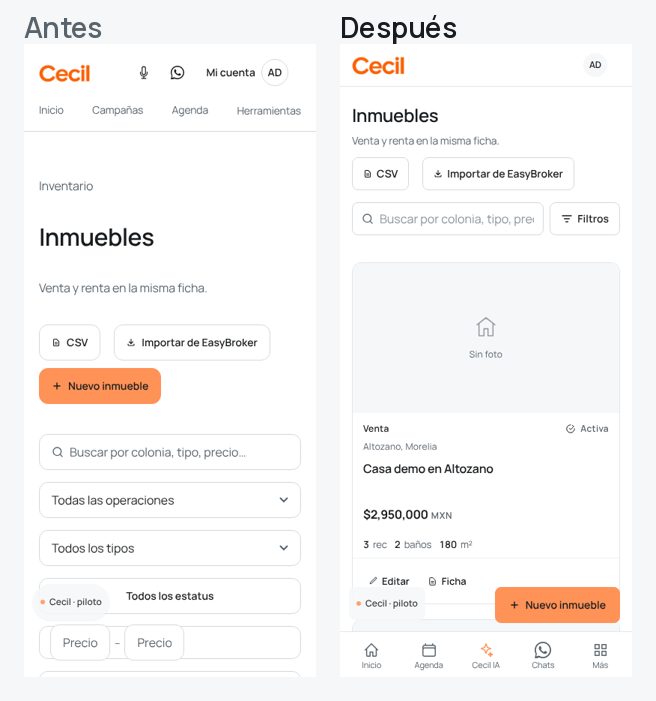 Antes
Cecil
Mi cuenta
AD
Inicio
Campañas
Agenda
Herramientas
Inventario
Inmuebles
Venta y renta en la misma ficha.
CSV
Importar de EasyBroker
+ Nuevo inmueble
Buscar por colonia, tipo, precio...
Todas las operaciones
Todos los tipos
Todos los estatus
Cecil · piloto
Precio - Precio
Después
Cecil
AD
Inmuebles
Venta y renta en la misma ficha.
CSV
Importar de EasyBroker
Buscar por colonia, tipo, pre
Filtros
Sin foto
Venta
Activa
Altozano, Morelia
Casa demo en Altozano
$2,950,000 MXN
3 rec 2 baños 180 m²
Editar
Ficha
Cecil · piloto
+ Nuevo inmueble
Inicio
Agenda
Cecil IA
Chats
Más